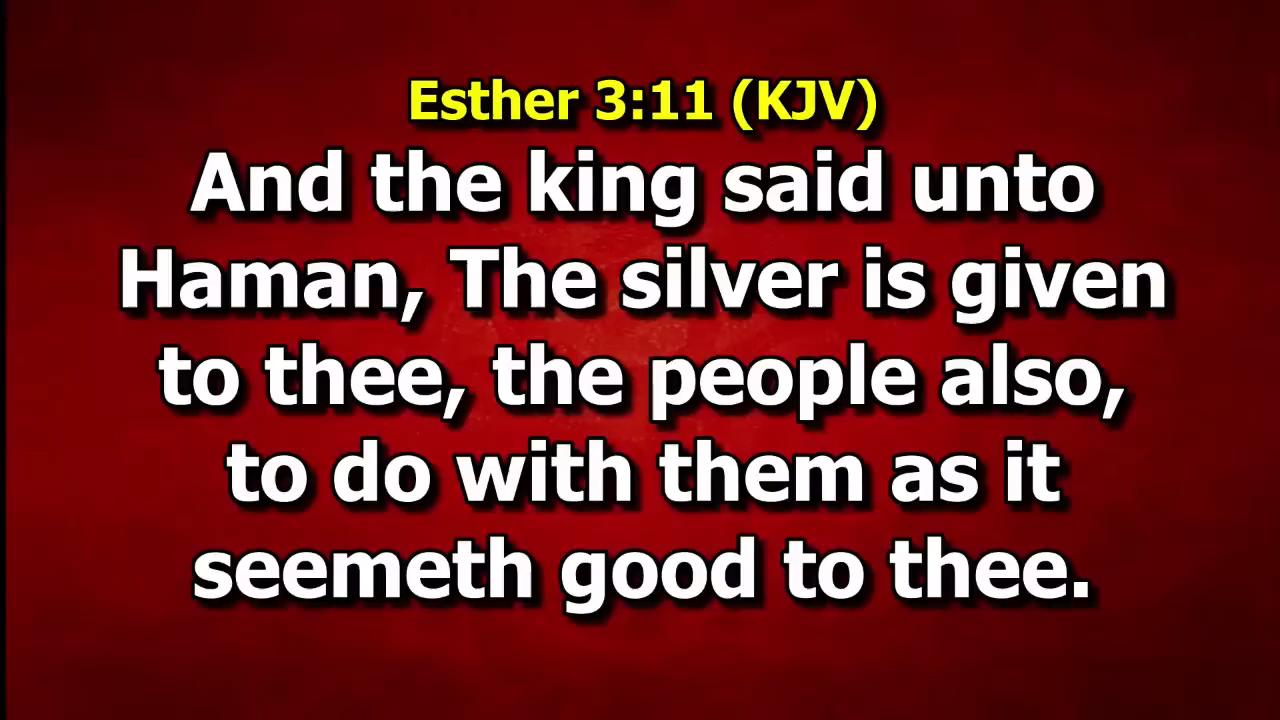 Esther 3:11 (KJV)
And the king said unto
Haman, The silver is given
to thee, the people also,
to do with them as it
seemeth good to thee.